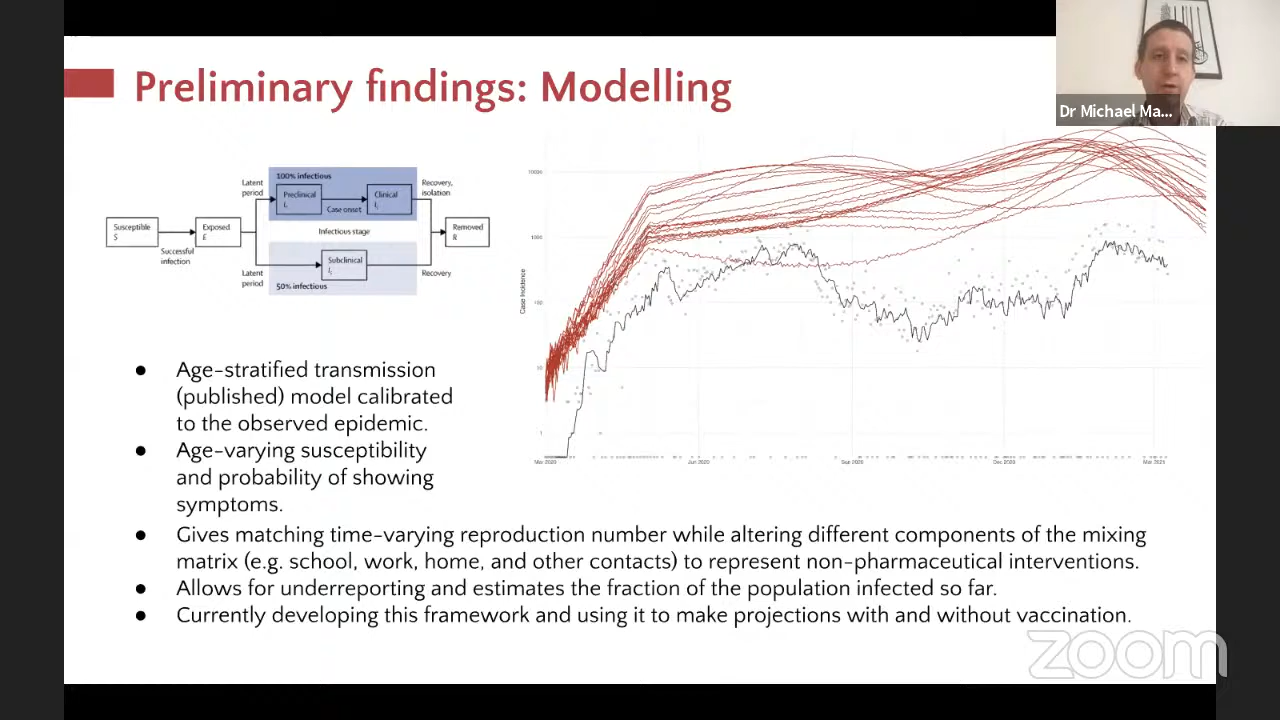 Preliminary findings: Modelling
Dr Michael Ma...
100% infectious
Latent
period
Preclinical
Clinical
Case onset
Recovery,
isolation
Susceptible
S
Exposed
E
Infectious stage
Removed
R
Successful
infection
Latent
period
Subclinical
Recovery
50% infectious
Case Incidence
10
1
Mar 2020
Jun 2020
Sep 2020
Dec 2020
Mar 2021
● Age-stratified transmission
(published) model calibrated
to the observed epidemic.
● Age-varying susceptibility
and probability of showing
symptoms.
● Gives matching time-varying reproduction number while altering different components of the mixing
matrix (e.g. school, work, home, and other contacts) to represent non-pharmaceutical interventions.
● Allows for underreporting and estimates the fraction of the population infected so far.
● Currently developing this framework and using it to make projections with and without vaccination.
zoom